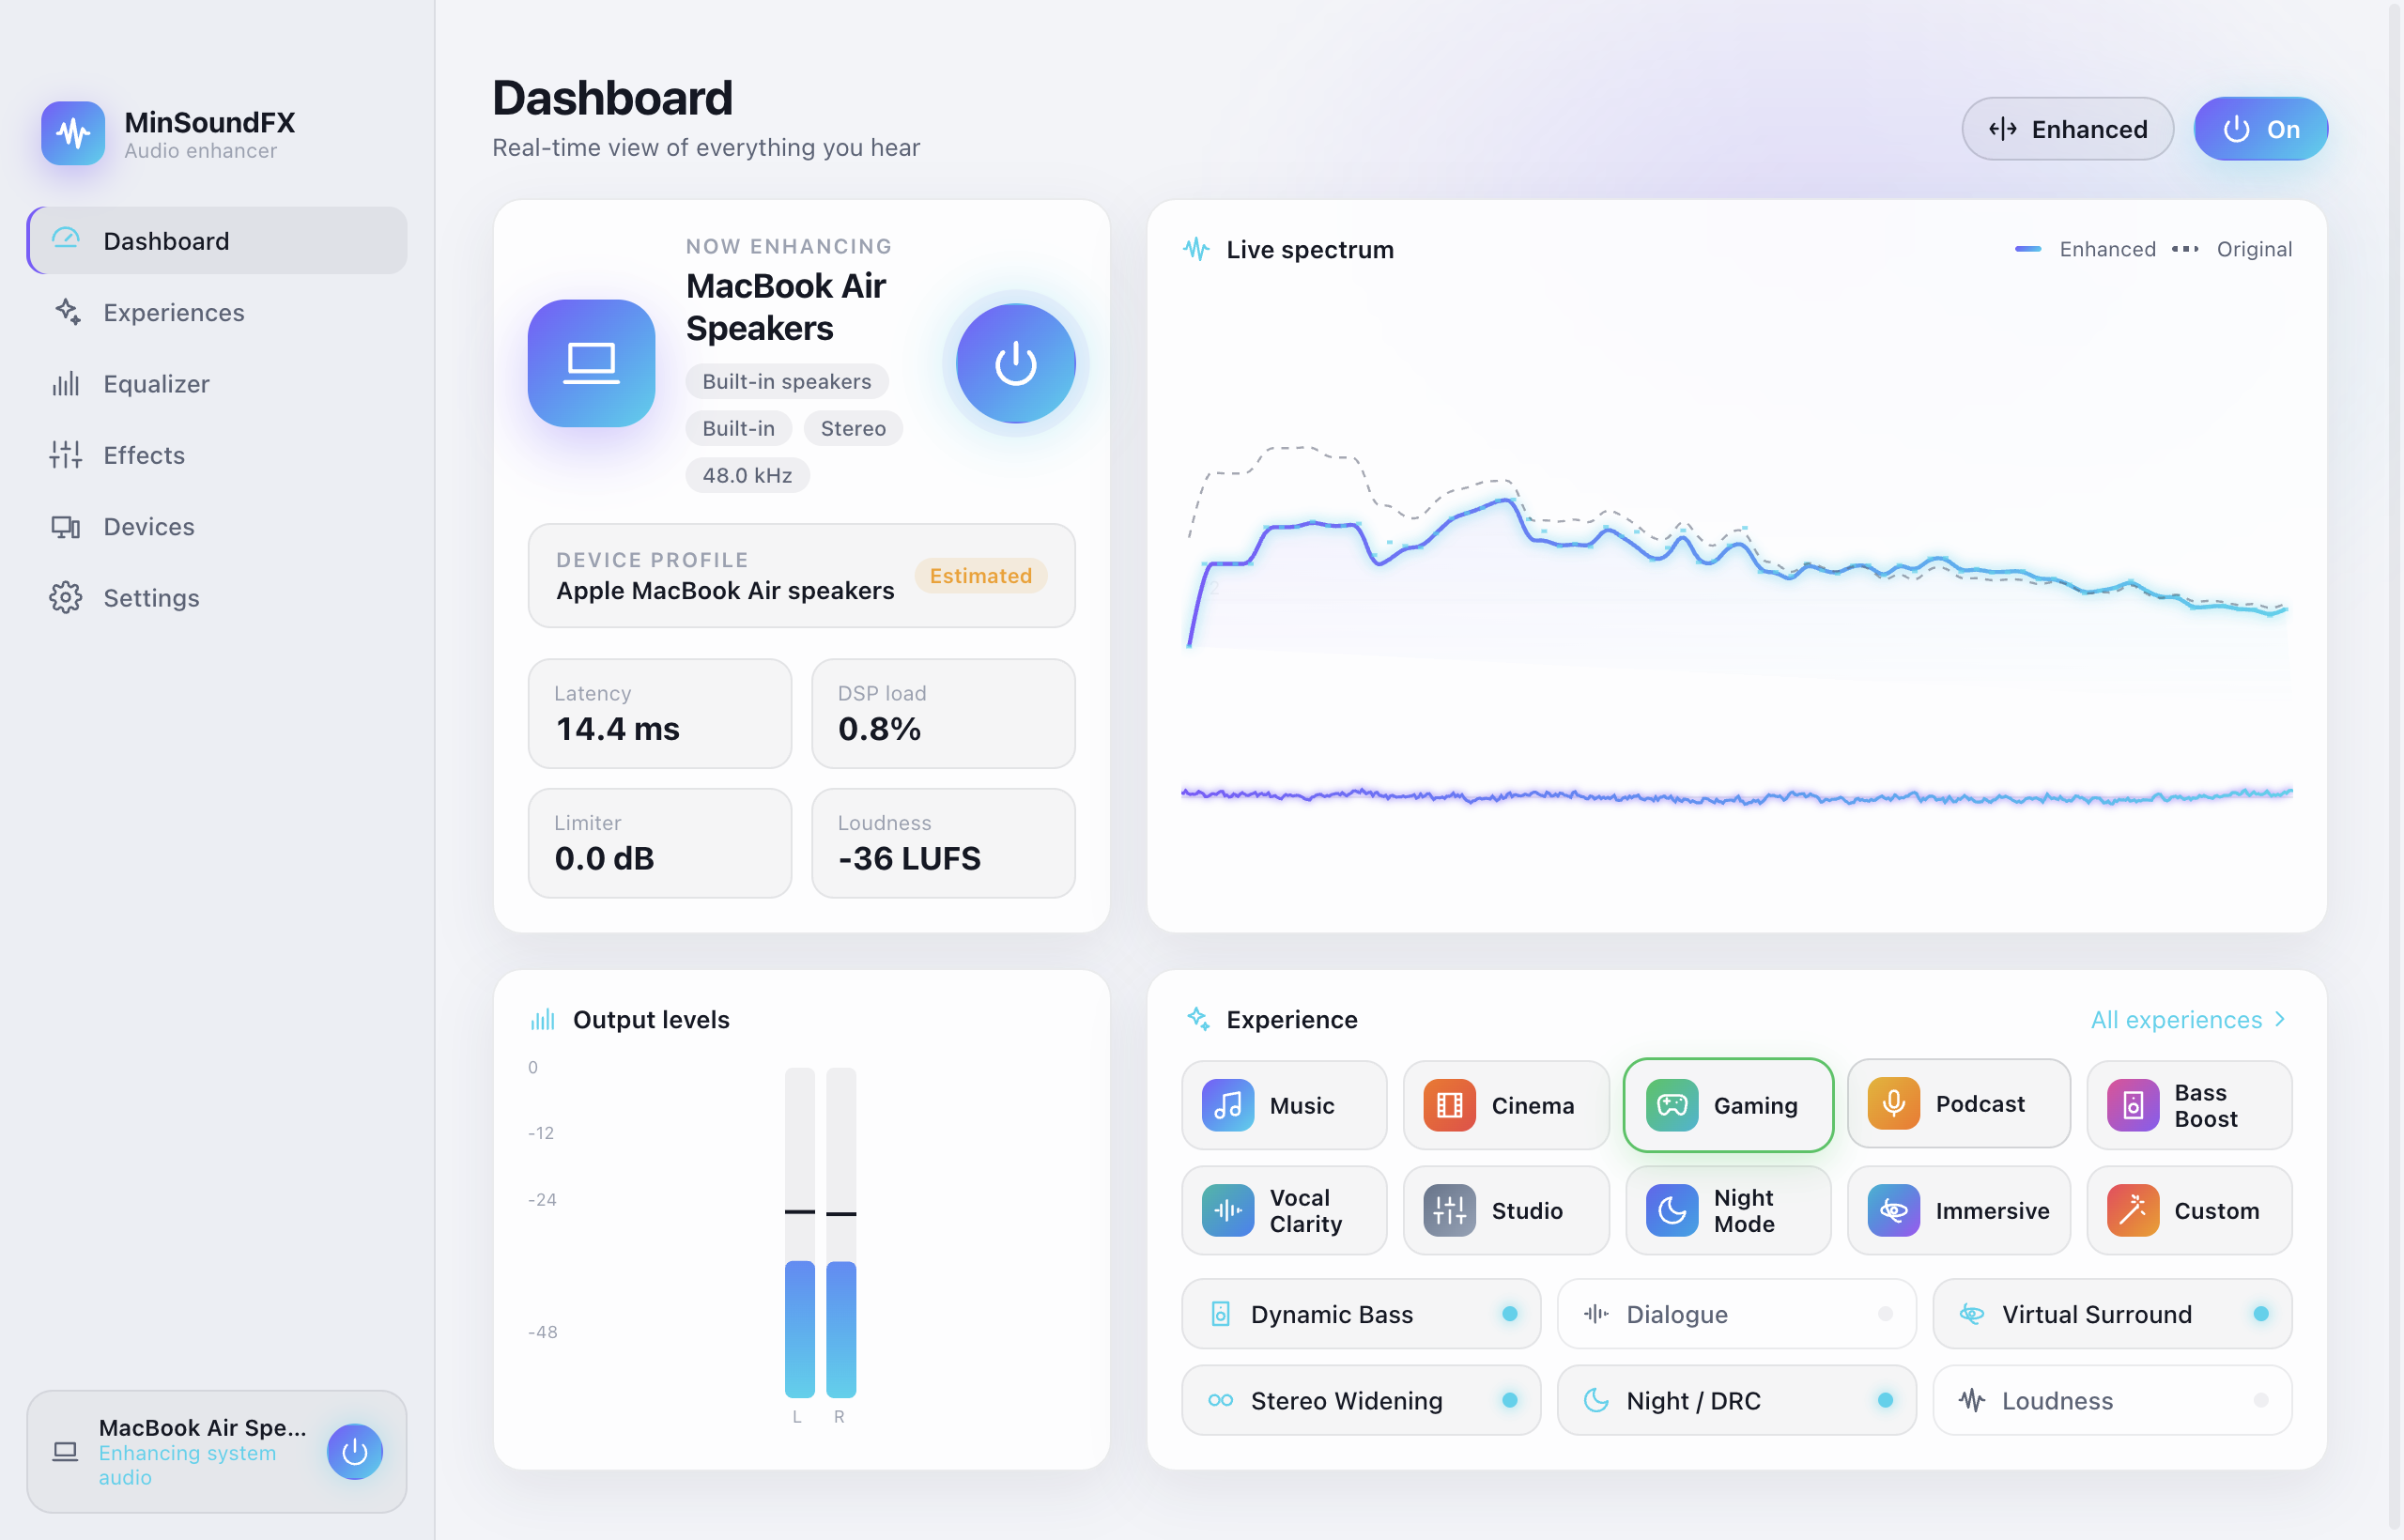 MinSoundFX
Audio enhancer
Dashboard
Experiences
Equalizer
Effects
Devices
Settings
MacBook Air Spe...
Enhancing system
audio
Dashboard
Real-time view of everything you hear
Enhanced
On
NOW ENHANCING
MacBook Air
Speakers
Built-in speakers
Built-in
Stereo
48.0 kHz
DEVICE PROFILE
Apple MacBook Air speakers
Estimated
Latency
14.4 ms
DSP load
0.8%
Limiter
0.0 dB
Loudness
-36 LUFS
Live spectrum
Enhanced
Original
Output levels
0
-12
-24
-48
L
R
Experience
All experiences
Music
Cinema
Gaming
Podcast
Bass
Boost
Vocal
Clarity
Studio
Night
Mode
Immersive
Custom
Dynamic Bass
Dialogue
Virtual Surround
Stereo Widening
Night / DRC
Loudness